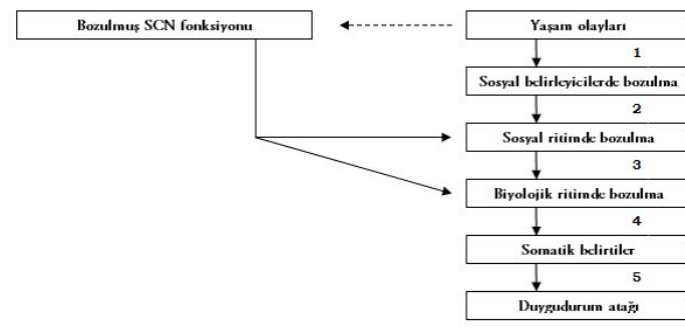 Bozulmuş SCN fonksiyonu
Yaşam olayları
1
Sosyal belirleyicilerde bozulma
2
Sosyal ritimde bozulma
3
Biyolojik ritimde bozulma
4
Somatik belirtiler
5
Duygudurum atağı